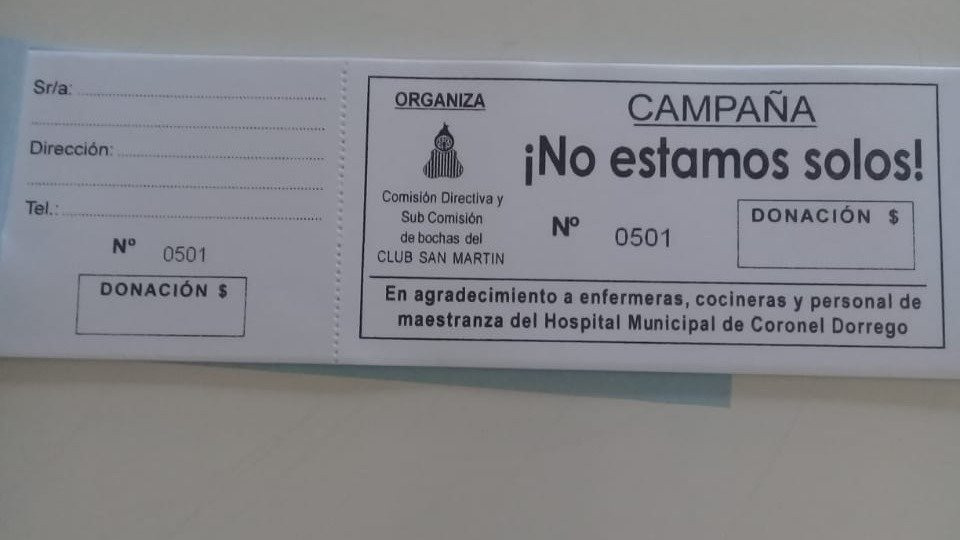 Sr/a:
Dirección:
Tel.:
Nº 0501
DONACIÓN $
ORGANIZA
Comisión Directiva y
Sub Comisión
de bochas del
CLUB SAN MARTIN
CAMPAÑA
¡No estamos solos!
Nº 0501
DONACIÓN $
En agradecimiento a enfermeras, cocineras y personal de
maestranza del Hospital Municipal de Coronel Dorrego